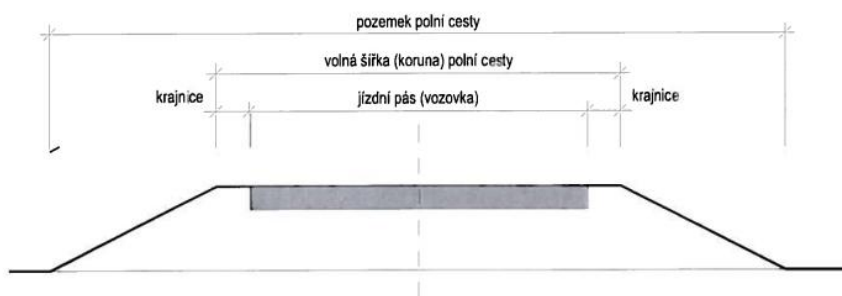 pozemek polní cesty
volná šířka (koruna) polní cesty
krajnice
jízdní pás (vozovka)
krajnice